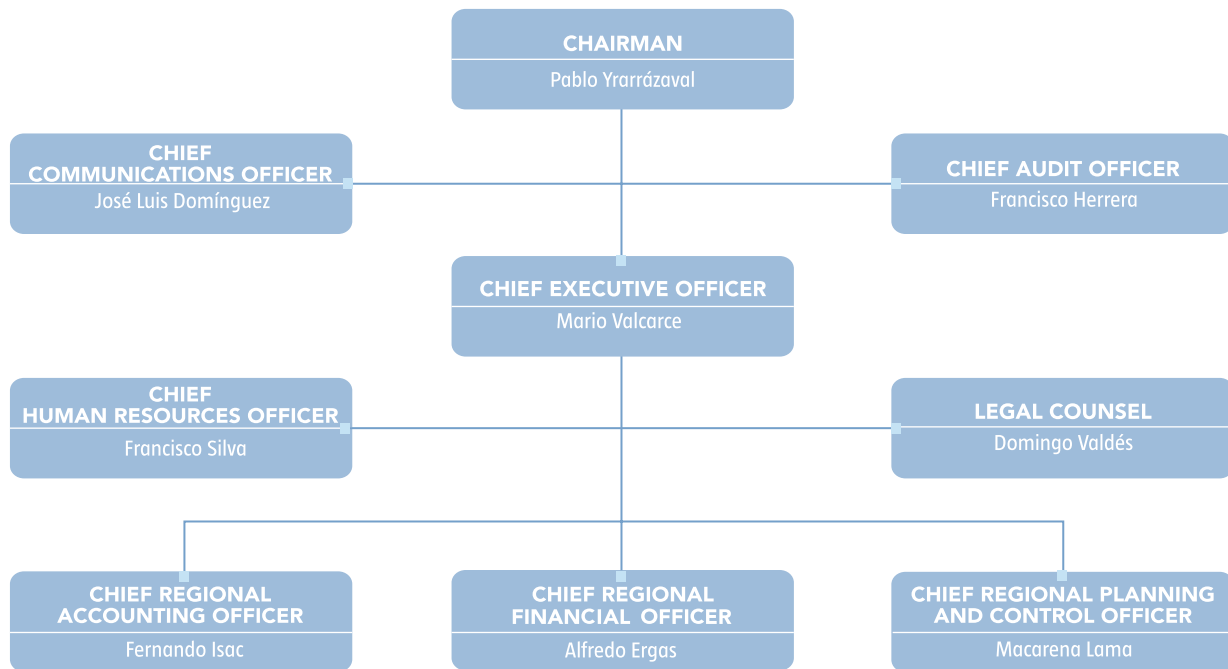 CHAIRMAN
Pablo Yrarrázaval
CHIEF
COMMUNICATIONS OFFICER
José Luis Domínguez
CHIEF AUDIT OFFICER
Francisco Herrera
CHIEF EXECUTIVE OFFICER
Mario Valcarce
CHIEF
HUMAN RESOURCES OFFICER
Francisco Silva
LEGAL COUNSEL
Domingo Valdés
CHIEF REGIONAL
ACCOUNTING OFFICER
Fernando Isac
CHIEF REGIONAL
FINANCIAL OFFICER
Alfredo Ergas
CHIEF REGIONAL PLANNING
AND CONTROL OFFICER
Macarena Lama